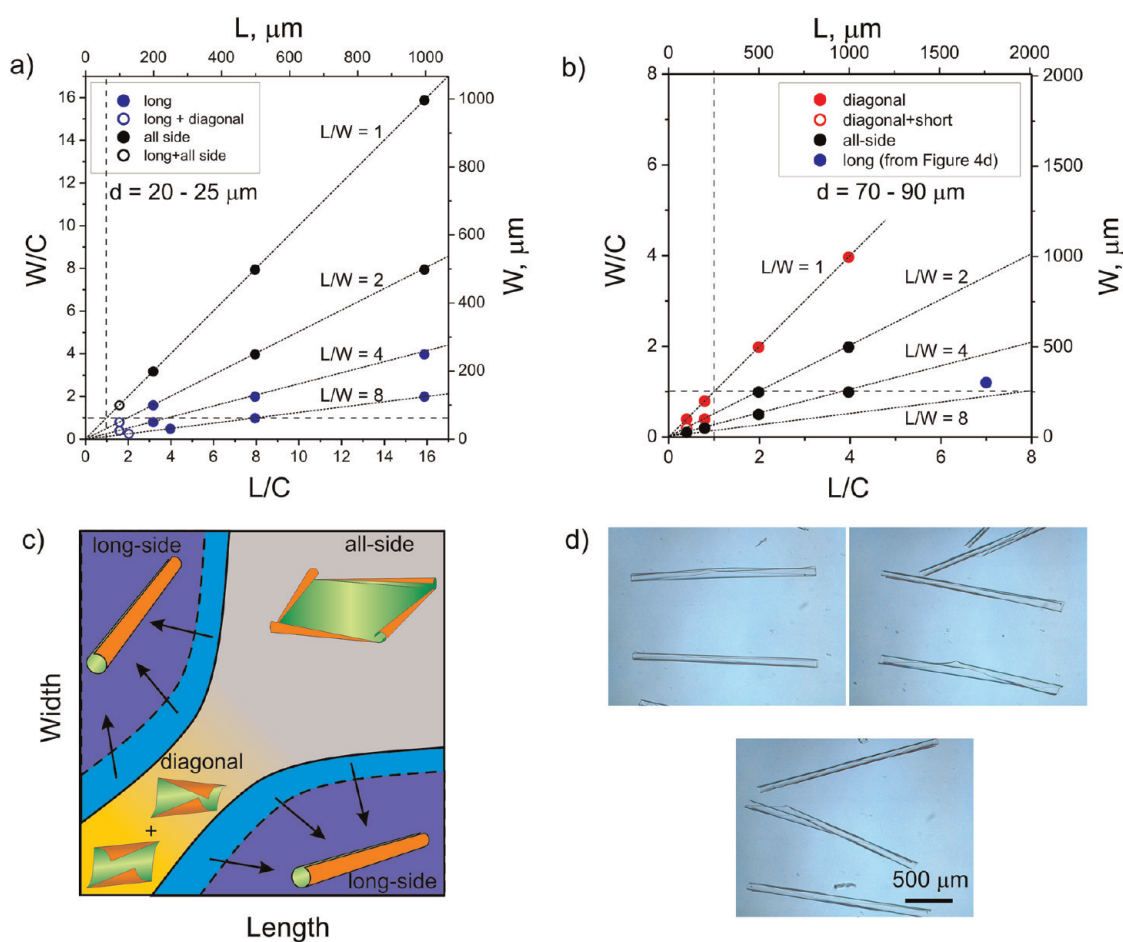 a)
L, μm
0 200 400 600 800 1000
W/C
16
14
12
10
8
6
4
2
0
long
long + diagonal
all side
long+all side
d = 20 - 25 μm
L/W = 1
L/W = 2
L/W = 4
L/W = 8
1000
800
600
400
200
0
W, μm
0 2 4 6 8 10 12 14 16
L/C
b)
L, μm
0 500 1000 1500 2000
W/C
8
6
4
2
0
diagonal
diagonal+short
all-side
long (from Figure 4d)
d = 70 - 90 μm
L/W = 1
L/W = 2
L/W = 4
L/W = 8
2000
1500
1000
500
0
W, μm
0 2 4 6 8
L/C
c)
long-side
all-side
Width
diagonal
+
long-side
Length
d)
500 μm